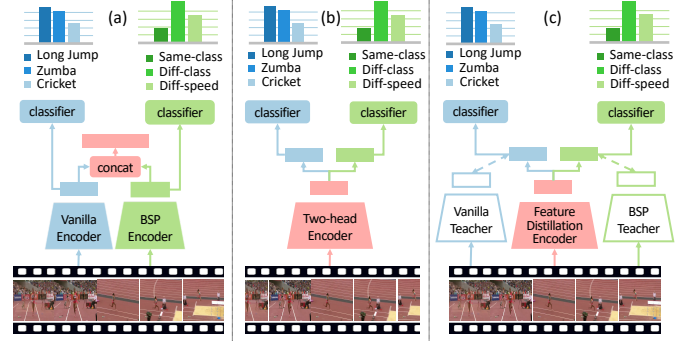 (a)
Long Jump
Zumba
Cricket
Same-class
Diff-class
Diff-speed
classifier
classifier
concat
Vanilla
Encoder
BSP
Encoder
(b)
Long Jump
Zumba
Cricket
Same-class
Diff-class
Diff-speed
classifier
classifier
Two-head
Encoder
(c)
Long Jump
Zumba
Cricket
Same-class
Diff-class
Diff-speed
classifier
classifier
Vanilla
Teacher
Feature
Distillation
Encoder
BSP
Teacher